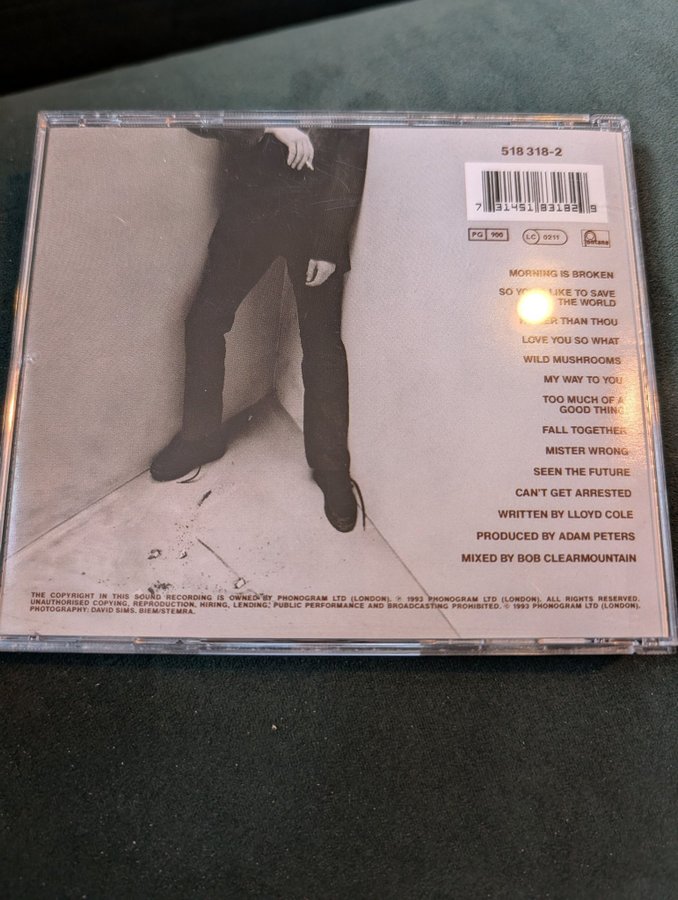 518 318-2
7 31451 83182 9
PG 906
LC 0211
fontana
MORNING IS BROKEN
SO LIKE TO SAVE
THE WORLD
THAN THOU
LOVE YOU SO WHAT
WILD MUSHROOMS
MY WAY TO YOU
TOO MUCH OF A
GOOD THING
FALL TOGETHER
MISTER WRONG
SEEN THE FUTURE
CAN'T GET ARRESTED
WRITTEN BY LLOYD COLE
PRODUCED BY ADAM PETERS
MIXED BY BOB CLEARMOUNTAIN
THE COPYRIGHT IN THIS SOUND RECORDING IS OWNED BY PHONOGRAM LTD (LONDON). ℗ 1993 PHONOGRAM LTD (LONDON). ALL RIGHTS RESERVED.
UNAUTHORISED COPYING, REPRODUCTION, HIRING, LENDING, PUBLIC PERFORMANCE AND BROADCASTING PROHIBITED. © 1993 PHONOGRAM LTD (LONDON).
PHOTOGRAPHY: DAVID SIMS. BIEM/STEMRA.